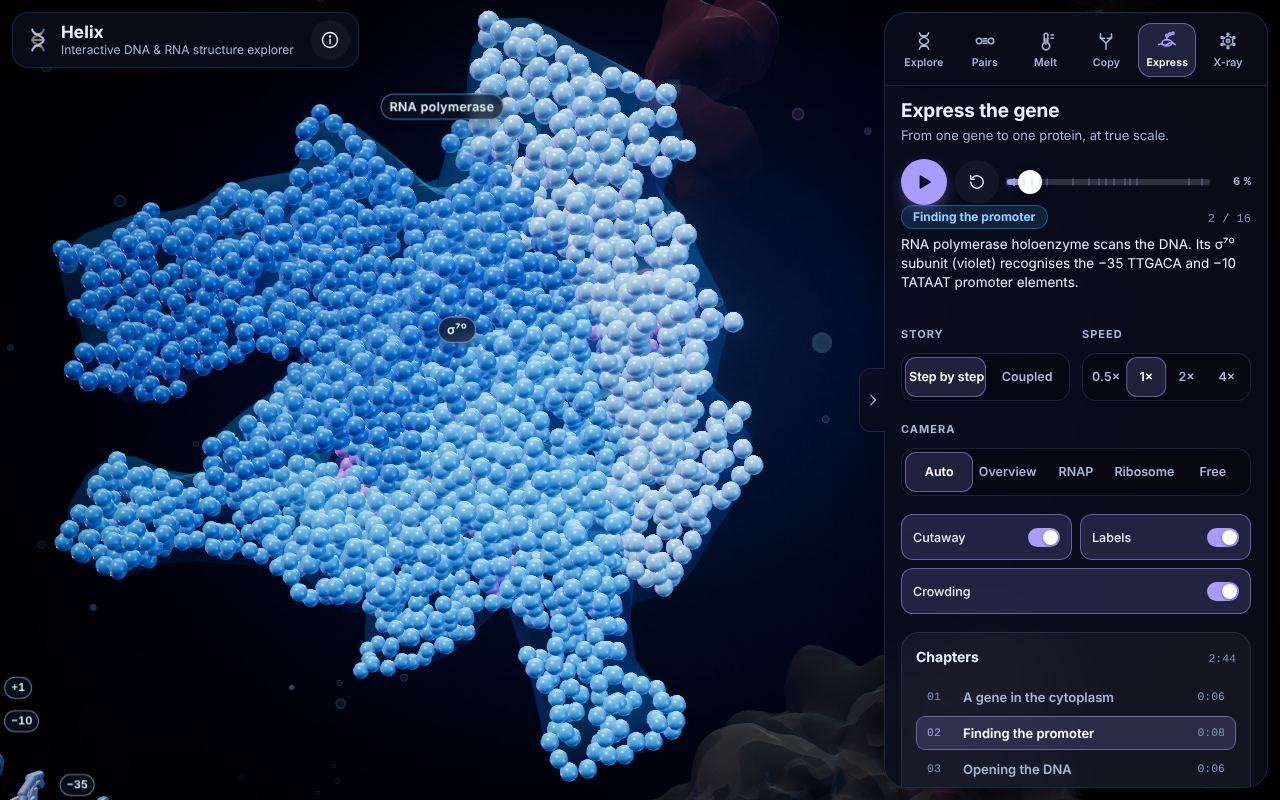 Helix
Interactive DNA & RNA structure explorer
RNA polymerase
σ⁷⁰
+1
−10
−35
Explore
Pairs
Melt
Copy
Express
X-ray
Express the gene
From one gene to one protein, at true scale.
6 %
Finding the promoter
2 / 16
RNA polymerase holoenzyme scans the DNA. Its σ⁷⁰
subunit (violet) recognises the −35 TTGACA and −10
TATAAT promoter elements.
STORY
SPEED
Step by step
Coupled
0.5×
1×
2×
4×
CAMERA
Auto
Overview
RNAP
Ribosome
Free
Cutaway
Labels
Crowding
Chapters
2:44
01 A gene in the cytoplasm 0:06
02 Finding the promoter 0:08
03 Opening the DNA 0:06